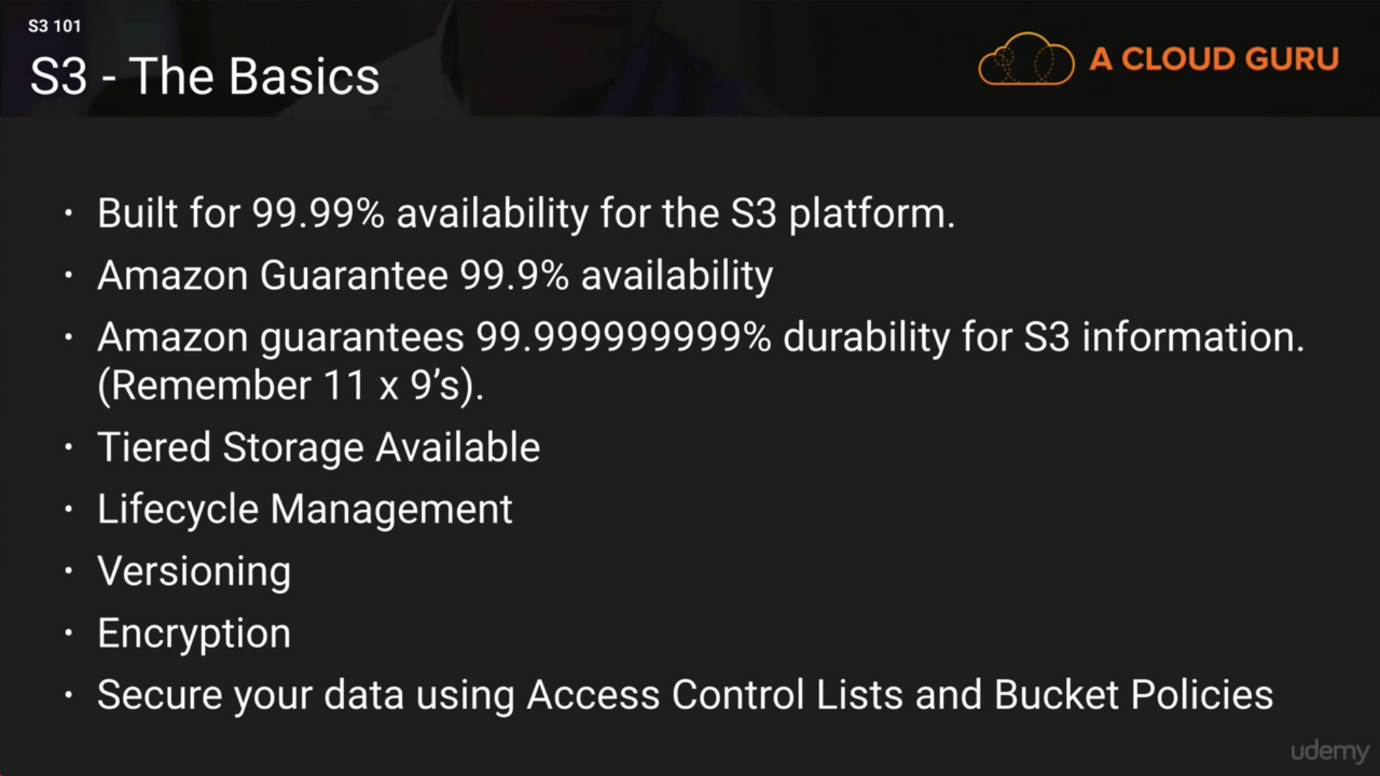 S3 101
S3 - The Basics
A CLOUD GURU
• Built for 99.99% availability for the S3 platform.
• Amazon Guarantee 99.9% availability
• Amazon guarantees 99.999999999% durability for S3 information.
(Remember 11 x 9’s).
• Tiered Storage Available
• Lifecycle Management
• Versioning
• Encryption
• Secure your data using Access Control Lists and Bucket Policies
udemy